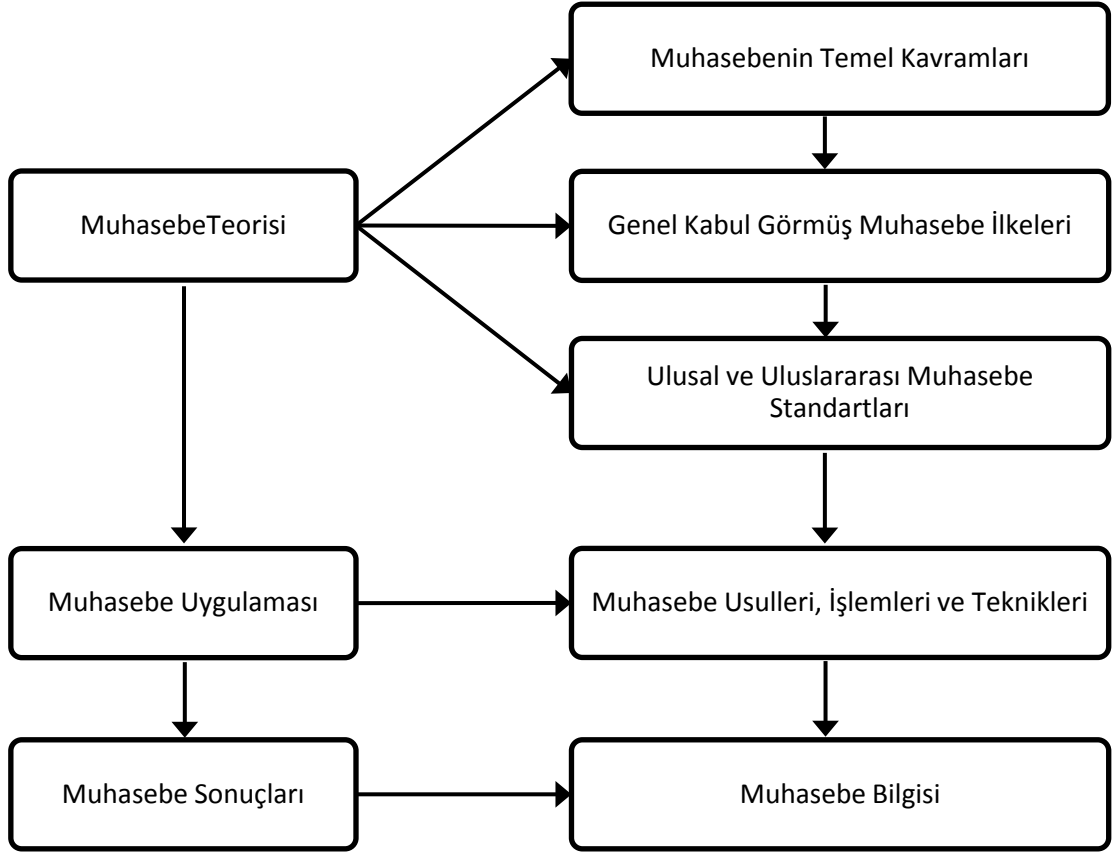 Muhasebenin Temel Kavramları
MuhasebeTeorisi
Genel Kabul Görmüş Muhasebe İlkeleri
Ulusal ve Uluslararası Muhasebe
Standartları
Muhasebe Uygulaması
Muhasebe Usulleri, İşlemleri ve Teknikleri
Muhasebe Sonuçları
Muhasebe Bilgisi